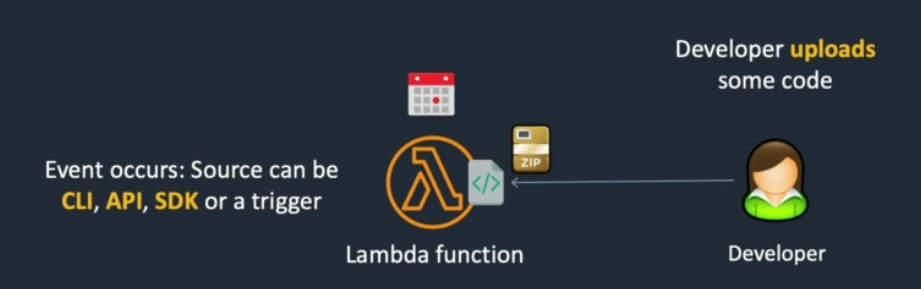 Developer uploads
some code
ZIP
</>
Event occurs: Source can be
CLI, API, SDK or a trigger
Lambda function
Developer